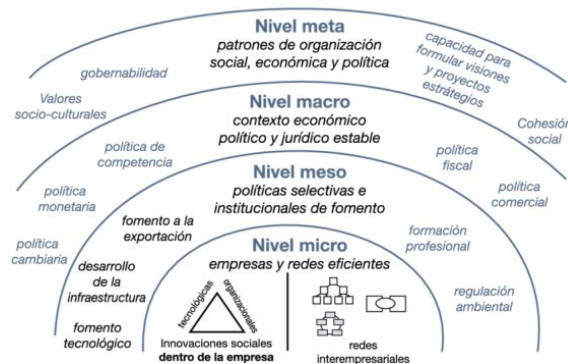 Nivel meta
patrones de organización
social, económica y política
gobernabilidad
Valores
socio-culturales
capacidad para
formular visiones
y proyectos
estrátegios
Cohesión
social
Nivel macro
contexto económico
político y jurídico estable
política de
competencia
política
monetaria
política
cambiaria
política
fiscal
política
comercial
Nivel meso
políticas selectivas e
institucionales de fomento
fomento a la
exportación
desarrollo
de la
infraestructura
fomento
tecnológico
formación
profesional
regulación
ambiental
Nivel micro
empresas y redes eficientes
tecnológicas
organizacionales
Innovaciones sociales
dentro de la empresa
redes
interempresariales